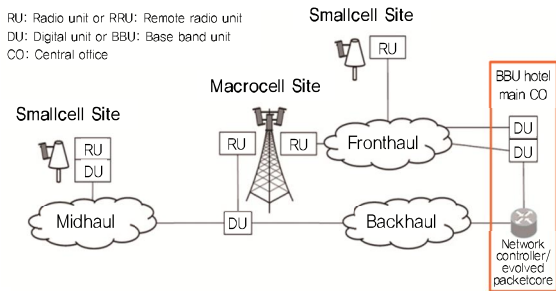 RU: Radio unit or RRU: Remote radio unit
DU: Digital unit or BBU: Base band unit
CO: Central office
Smallcell Site
RU
Macrocell Site
BBU hotel
main CO
Smallcell Site
RU
DU
RU
RU
Fronthaul
DU
DU
Midhaul
DU
Backhaul
Network
controller/
evolved
packetcore